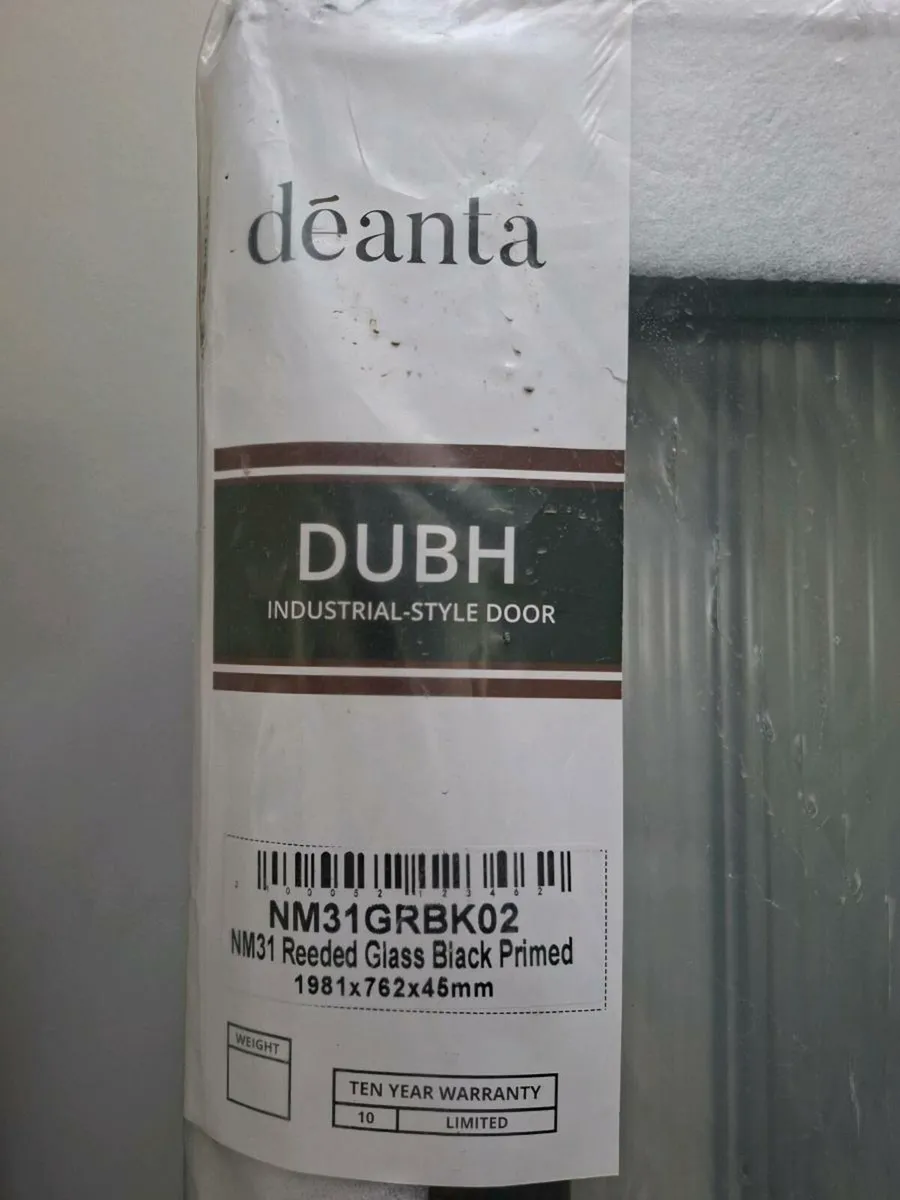 dēanta
DUBH
INDUSTRIAL-STYLE DOOR
NM31GRBK02
NM31 Reeded Glass Black Primed
1981x762x45mm
WEIGHT
TEN YEAR WARRANTY
10 LIMITED